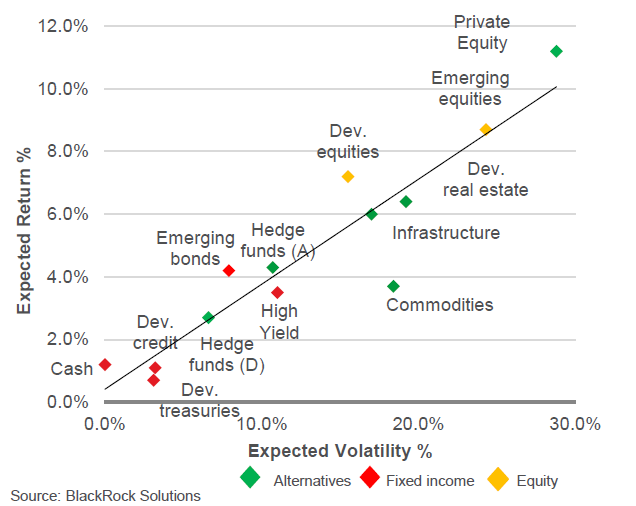 Private
Equity
12.0%
Emerging
equities
10.0%
Dev.
equities
8.0%
Dev.
real estate
6.0%
Infrastructure
Hedge
funds (A)
Emerging
bonds
4.0%
Commodities
High
Yield
Dev.
credit
2.0%
Hedge
funds (D)
Cash
Dev.
treasuries
0.0%
Expected Return %
0.0%
10.0%
20.0%
30.0%
Expected Volatility %
Alternatives
Fixed income
Equity
Source: BlackRock Solutions